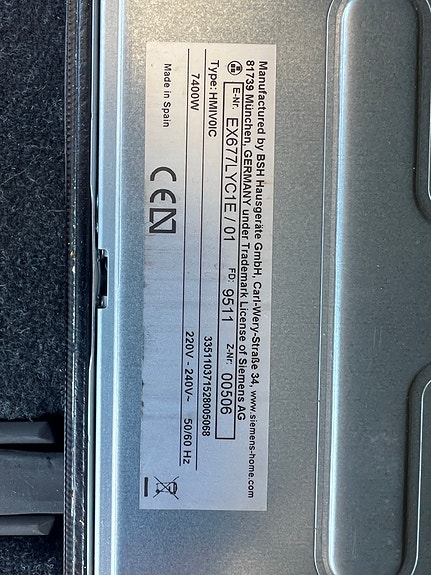 Manufactured by BSH Hausgeräte GmbH, Carl-Wery-Straße 34, www.siemens-home.com
81739 München, GERMANY under Trademark License of Siemens AG
E-Nr. EX677LYC1E / 01 FD: 9511 Z-Nr. 00506
Type: HMIV0IC 335110371528005068
7400W 220V - 240V~ 50/60 Hz
Made in Spain
CE